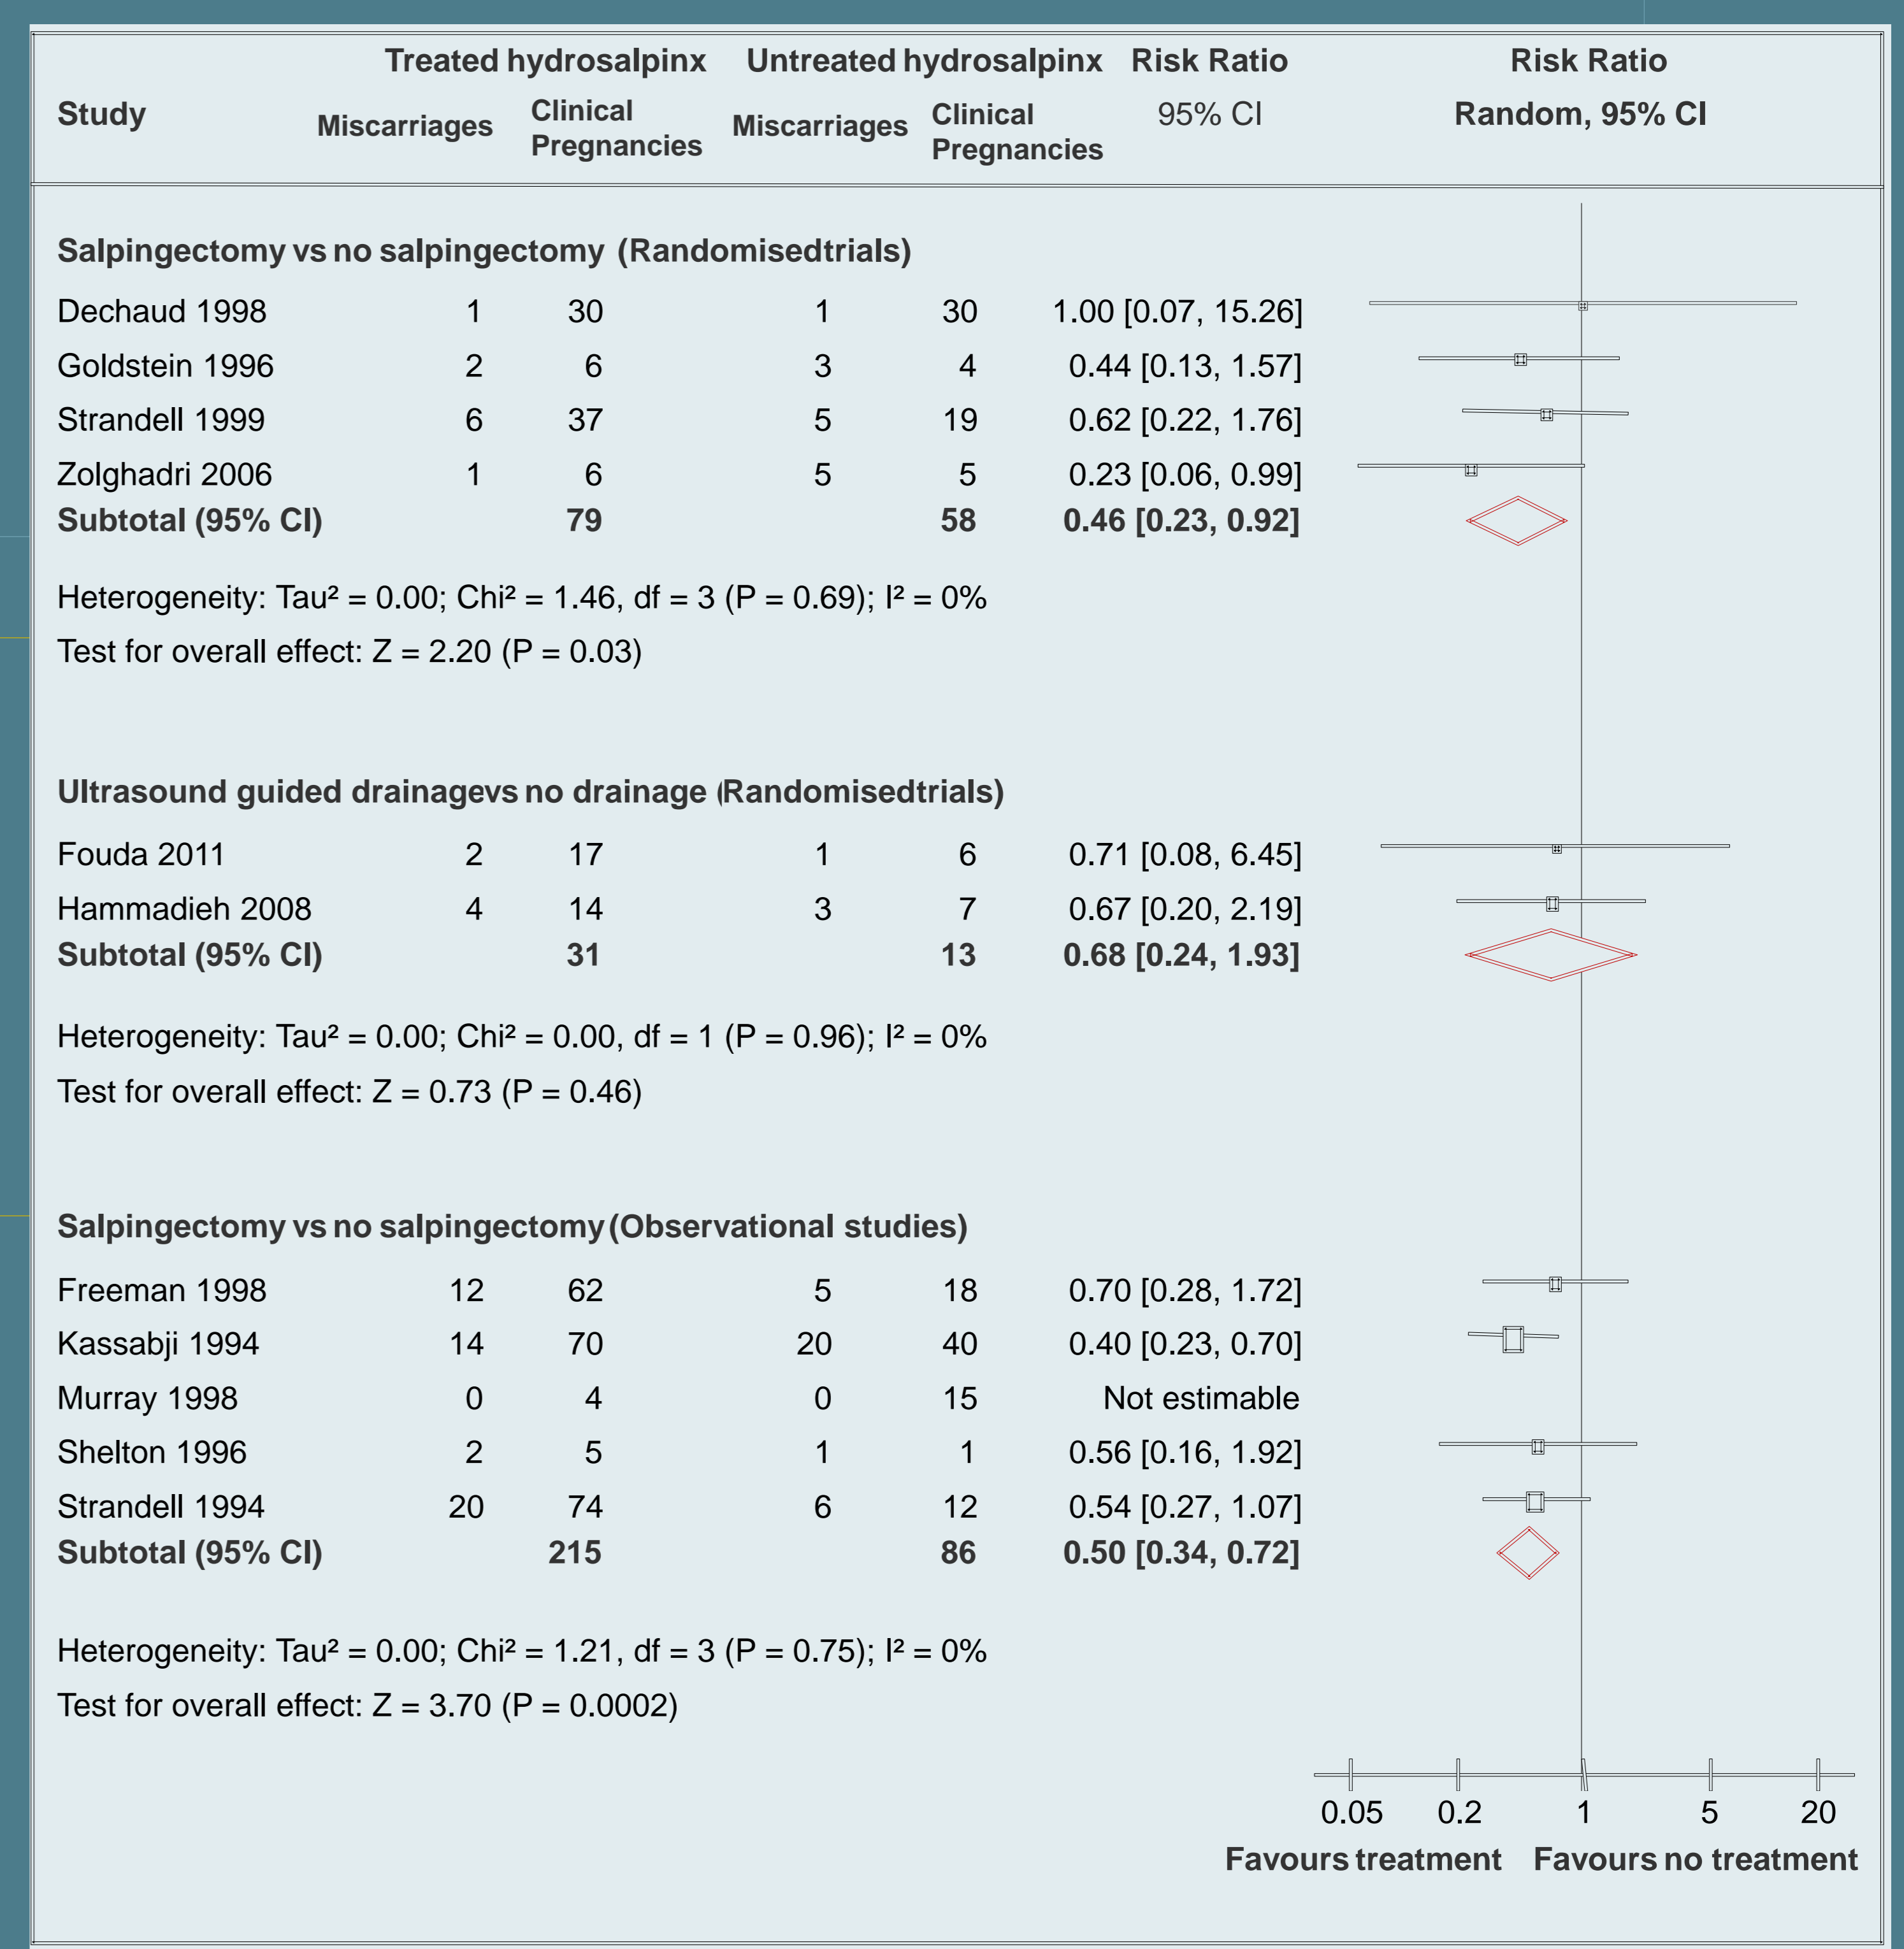 Treated hydrosalpinx Untreated hydrosalpinx Risk Ratio Risk Ratio
Study Miscarriages Clinical Pregnancies Miscarriages Clinical Pregnancies 95% CI Random, 95% CI
Salpingectomy vs no salpingectomy (Randomisedtrials)
Dechaud 1998 1 30 1 30 1.00 [0.07, 15.26]
Goldstein 1996 2 6 3 4 0.44 [0.13, 1.57]
Strandell 1999 6 37 5 19 0.62 [0.22, 1.76]
Zolghadri 2006 1 6 5 5 0.23 [0.06, 0.99]
Subtotal (95% CI) 79 58 0.46 [0.23, 0.92]
Heterogeneity: Tau² = 0.00; Chi² = 1.46, df = 3 (P = 0.69); I² = 0%
Test for overall effect: Z = 2.20 (P = 0.03)
Ultrasound guided drainagevs no drainage (Randomisedtrials)
Fouda 2011 2 17 1 6 0.71 [0.08, 6.45]
Hammadieh 2008 4 14 3 7 0.67 [0.20, 2.19]
Subtotal (95% CI) 31 13 0.68 [0.24, 1.93]
Heterogeneity: Tau² = 0.00; Chi² = 0.00, df = 1 (P = 0.96); I² = 0%
Test for overall effect: Z = 0.73 (P = 0.46)
Salpingectomy vs no salpingectomy (Observational studies)
Freeman 1998 12 62 5 18 0.70 [0.28, 1.72]
Kassabji 1994 14 70 20 40 0.40 [0.23, 0.70]
Murray 1998 0 4 0 15 Not estimable
Shelton 1996 2 5 1 1 0.56 [0.16, 1.92]
Strandell 1994 20 74 6 12 0.54 [0.27, 1.07]
Subtotal (95% CI) 215 86 0.50 [0.34, 0.72]
Heterogeneity: Tau² = 0.00; Chi² = 1.21, df = 3 (P = 0.75); I² = 0%
Test for overall effect: Z = 3.70 (P = 0.0002)
0.05 0.2 1 5 20
Favours treatment Favours no treatment